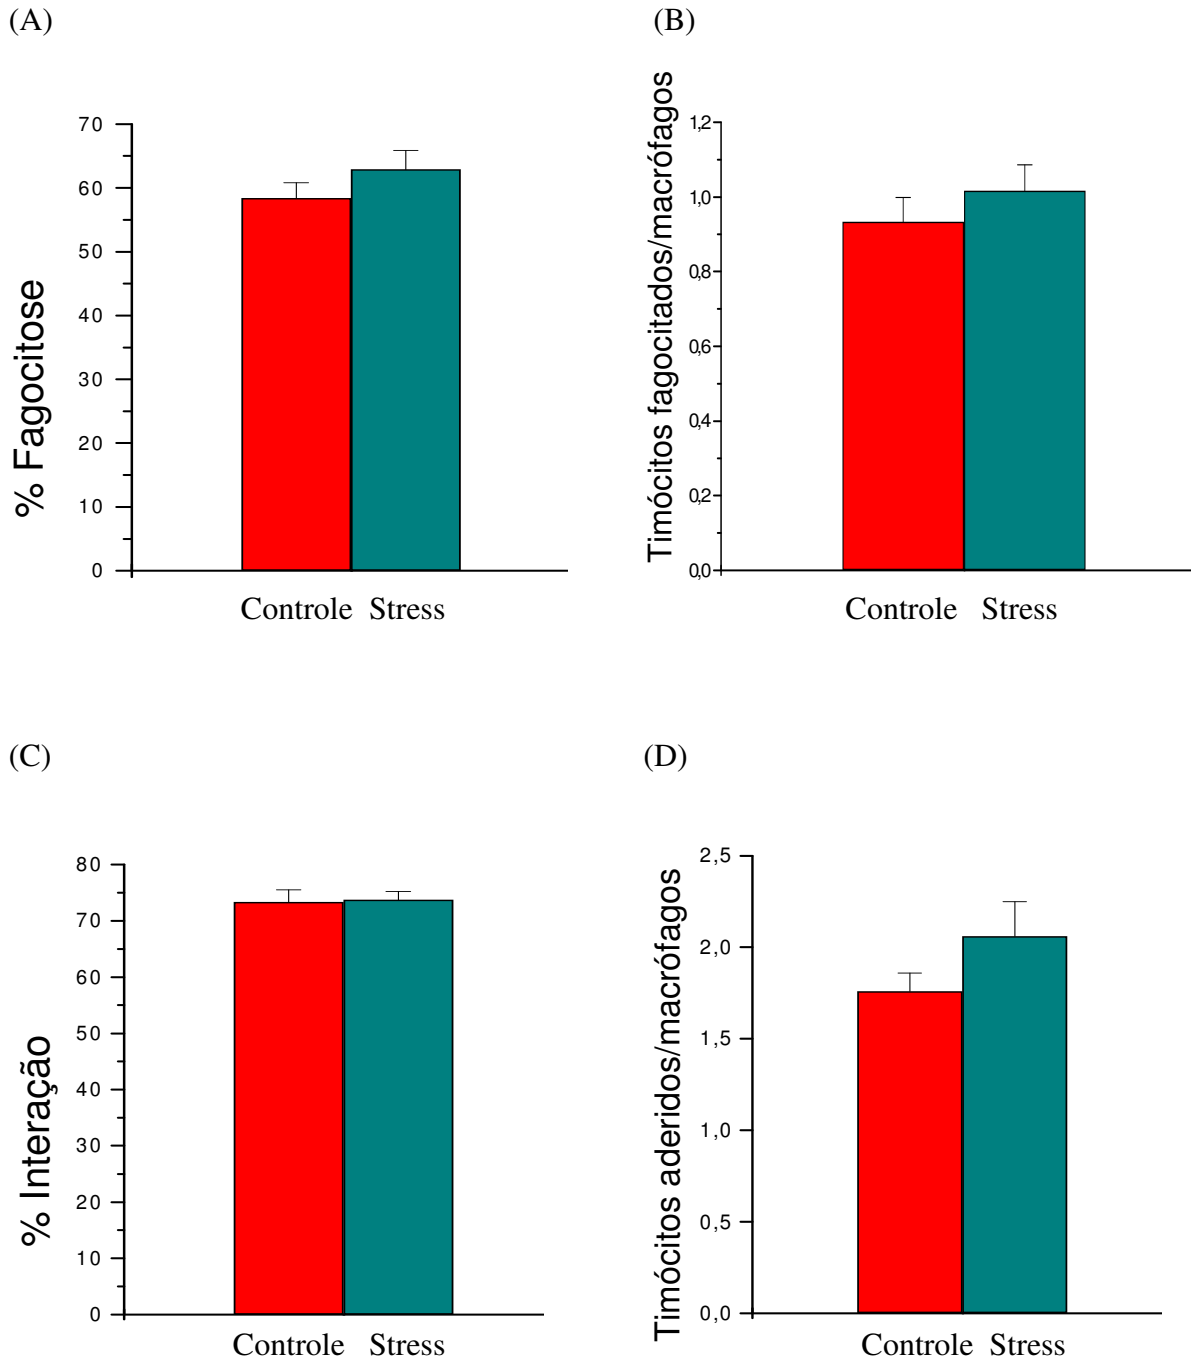 (A)
(B)
% Fagocitose
70
60
50
40
30
20
10
0
Controle Stress
Timócitos fagocitados/macrófagos
1,2
1,0
0,8
0,6
0,4
0,2
0,0
Controle Stress
(C)
(D)
% Interação
80
70
60
50
40
30
20
10
0
Controle Stress
Timócitos aderidos/macrófagos
2,5
2,0
1,5
1,0
0,5
0,0
Controle Stress